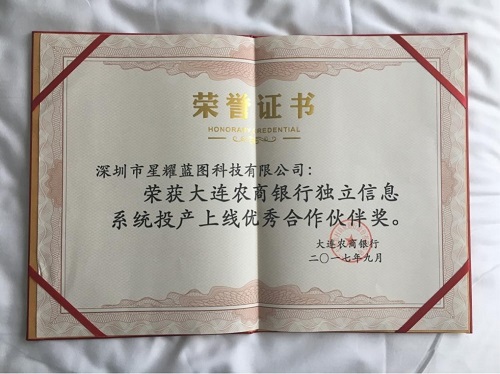 荣誉证书
HONORARY CREDENTIAL
深圳市星耀蓝图科技有限公司：
荣获大连农商银行独立信息
系统投产上线优秀合作伙伴奖。
大连农商银行
二〇一七年九月